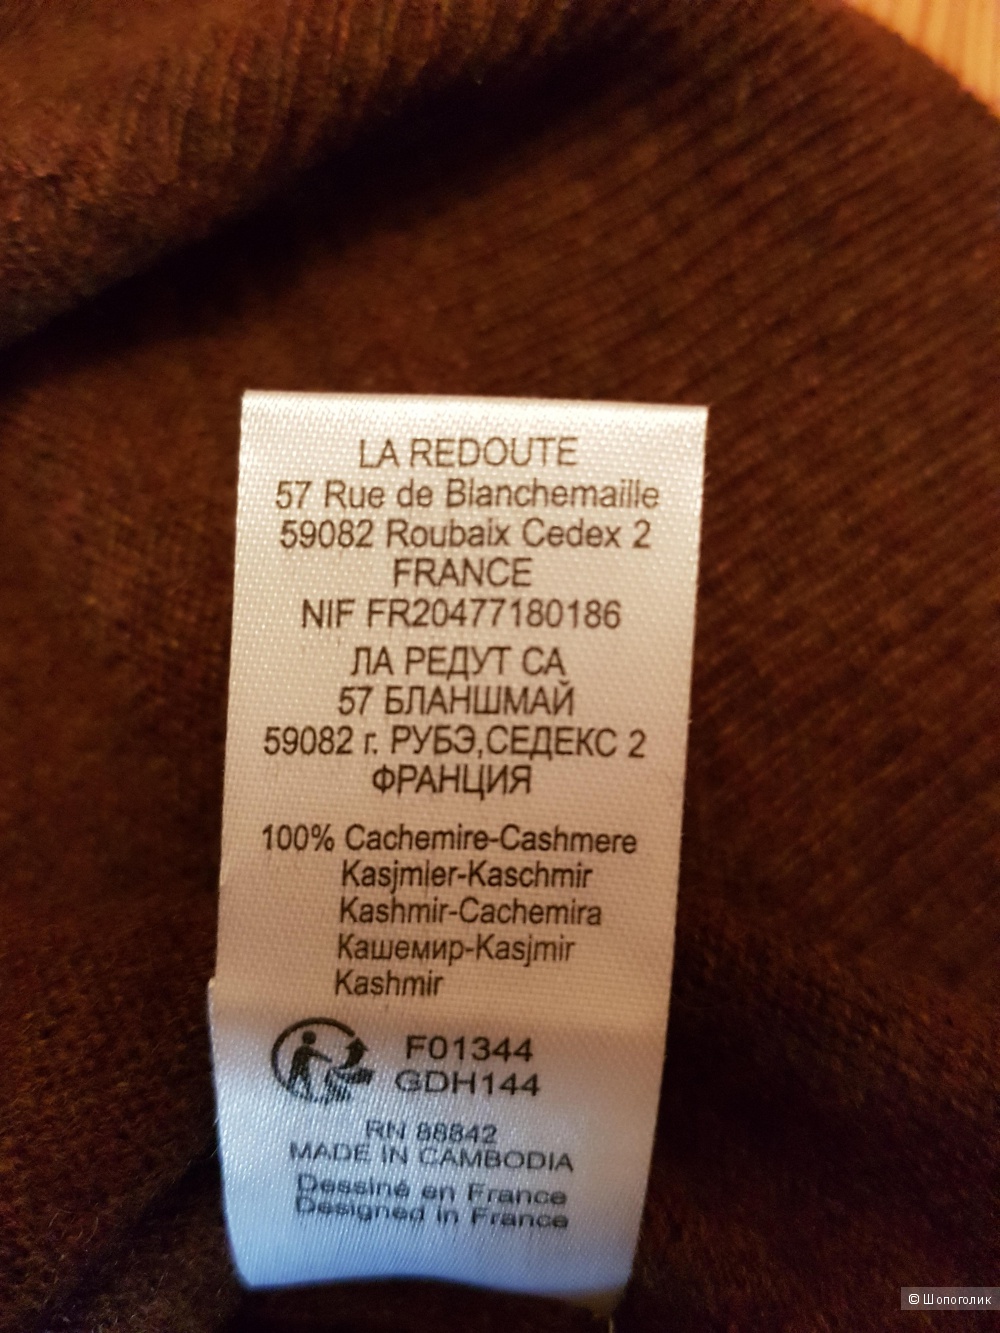 LA REDOUTE
57 Rue de Blanchemaille
59082 Roubaix Cedex 2
FRANCE
NIF FR20477180186
ЛА РЕДУТ СА
57 БЛАНШМАЙ
59082 г. РУБЭ,СЕДЕКС 2
ФРАНЦИЯ
100% Cachemire-Cashmere
Kasjmier-Kaschmir
Kashmir-Cachemira
Кашемир-Kasjmir
Kashmir
F01344
GDH144
RN 88842
MADE IN CAMBODIA
Dessiné en France
Designed in France
© Шопоголик